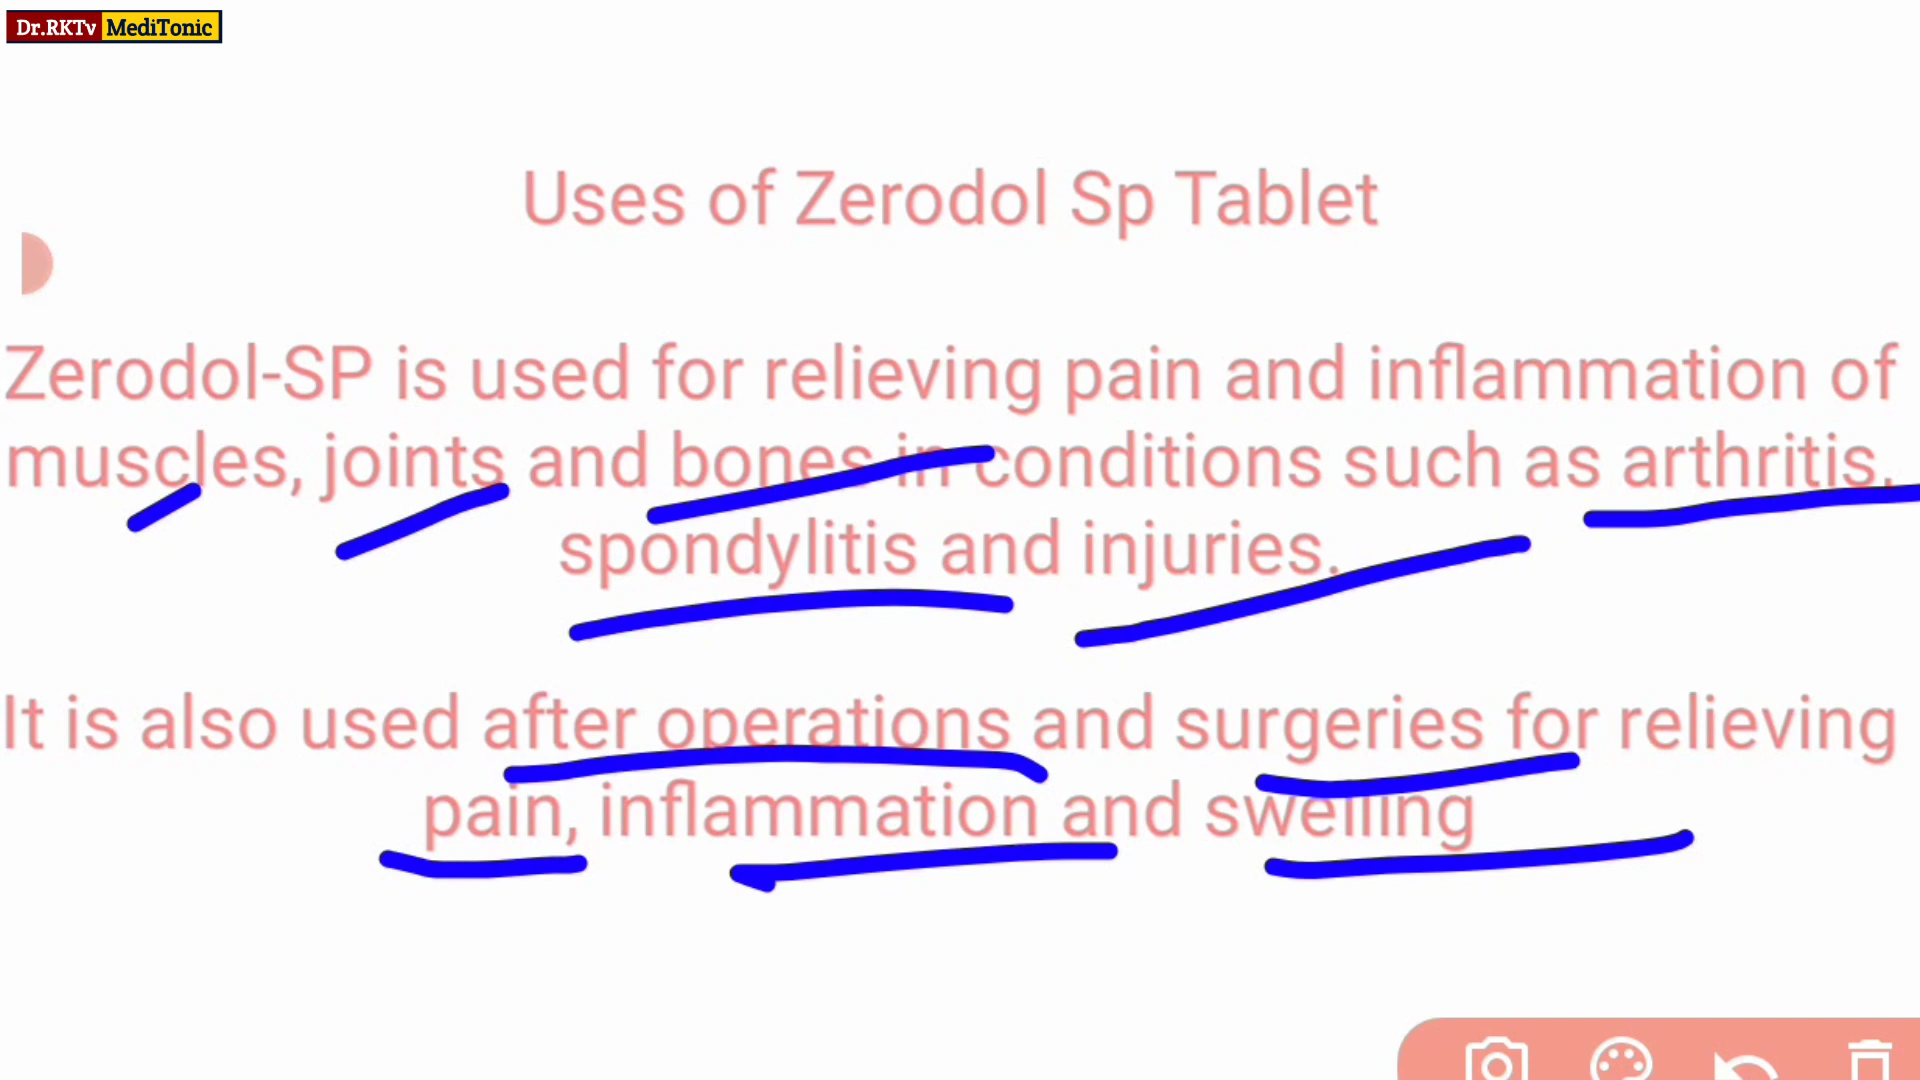 Dr.RKTv MediTonic
Uses of Zerodol Sp Tablet
Zerodol-SP is used for relieving pain and inflammation of
muscles, joints and bones in conditions such as arthritis,
spondylitis and injuries.
It is also used after operations and surgeries for relieving
pain, inflammation and swelling